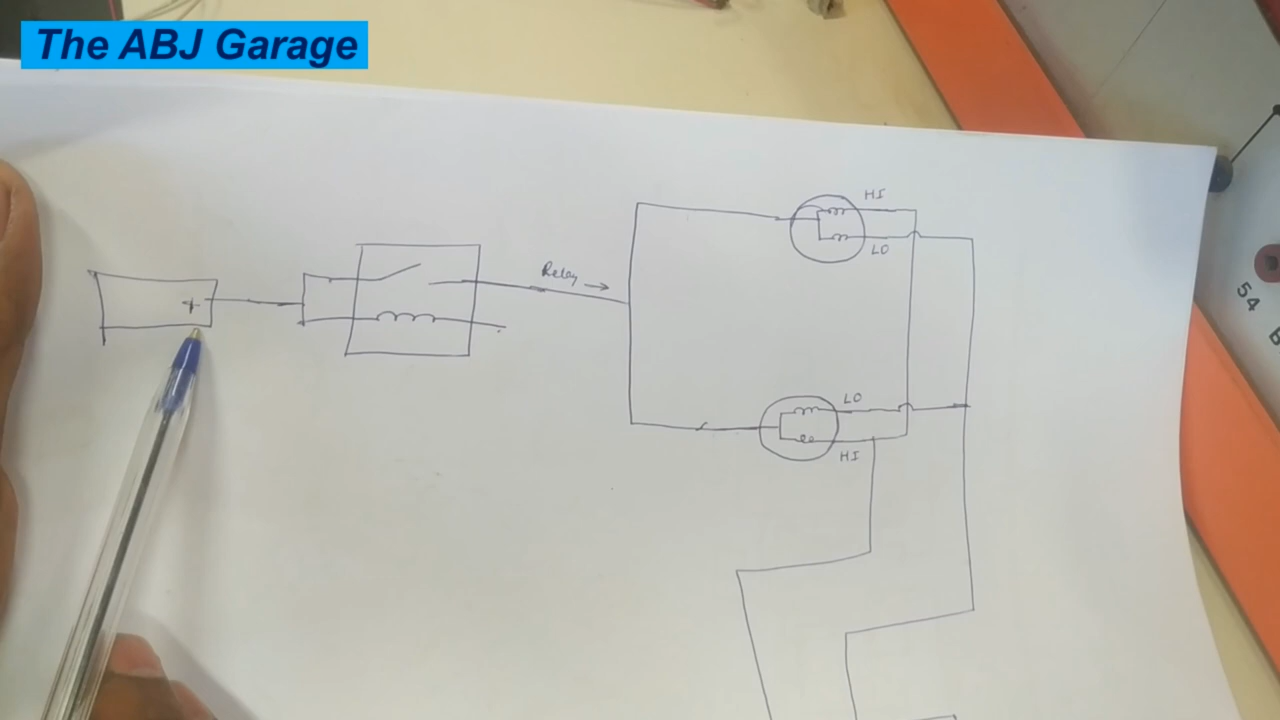 The ABJ Garage
HI
LO
Relay →
+
LO
HI
54